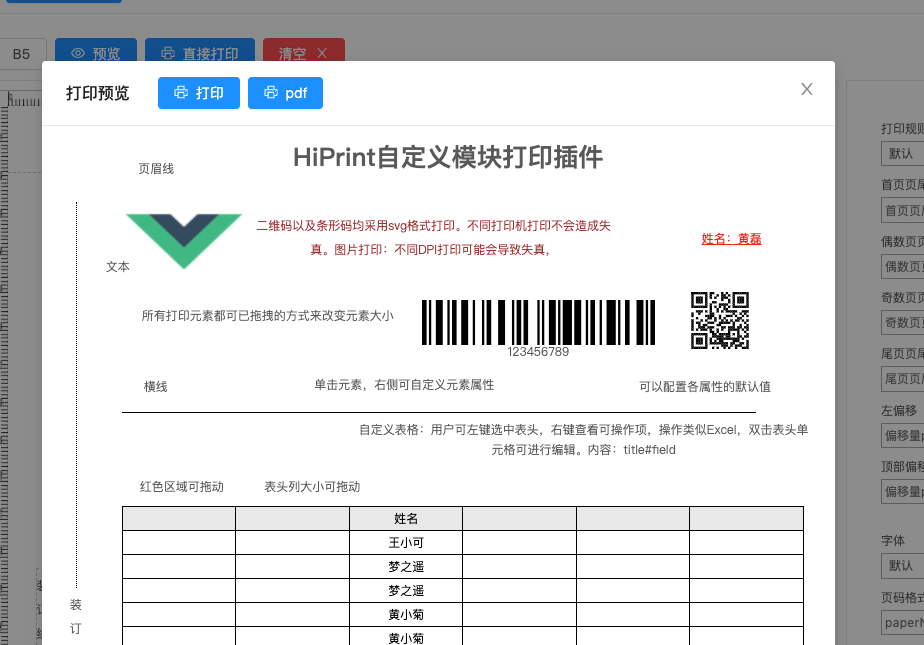 B5
预览
直接打印
清空
打印预览
打印
pdf
HiPrint自定义模块打印插件
页眉线
二维码以及条形码均采用svg格式打印。不同打印机打印不会造成失
真。图片打印：不同DPI打印可能会导致失真，
姓名：黄磊
文本
所有打印元素都可已拖拽的方式来改变元素大小
123456789
横线
单击元素，右侧可自定义元素属性
可以配置各属性的默认值
自定义表格：用户可左键选中表头，右键查看可操作项，操作类似Excel，双击表头单
元格可进行编辑。内容：title#field
红色区域可拖动
表头列大小可拖动
姓名
王小可
梦之遥
梦之遥
黄小菊
黄小菊
装
订
打印规则
默认
首页页尾
首页页
偶数页页
偶数页
奇数页页
奇数页
尾页页尾
尾页页
左偏移
偏移量
顶部偏移
偏移量
字体
默认
页码格式
paperN